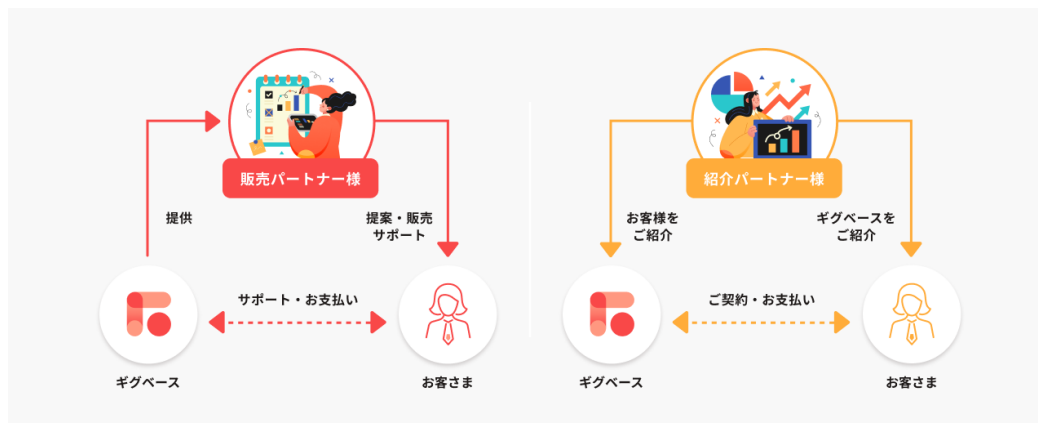 販売パートナー様
提供
提案・販売
サポート
サポート・お支払い
ギグベース
お客さま
紹介パートナー様
お客様を
ご紹介
ギグベースを
ご紹介
ご契約・お支払い
ギグベース
お客さま